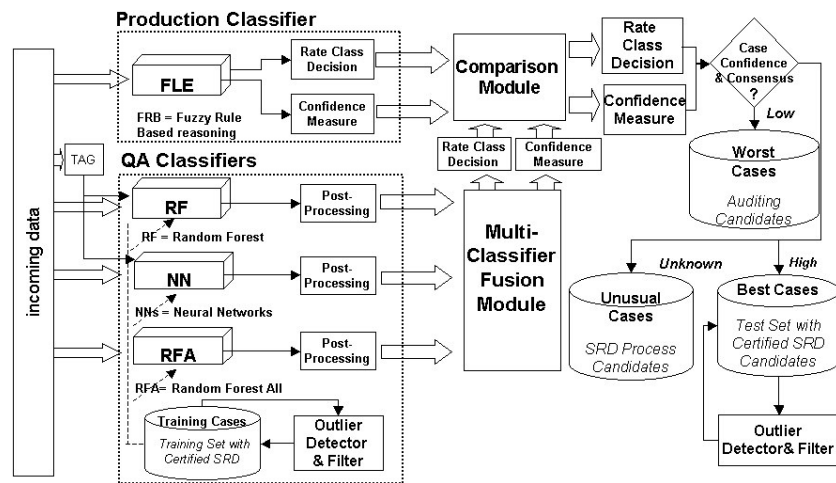 Production Classifier
FLE
Rate Class
Decision
Confidence
Measure
FRB = Fuzzy Rule
Based reasoning
Comparison
Module
Rate
Class
Decision
Confidence
Measure
Case
Confidence
& Consensus
?
Low
Worst
Cases
Auditing
Candidates
Rate Class
Decision
Confidence
Measure
incoming data
TAG
QA Classifiers
RF
Post-
Processing
RF = Random Forest
NN
Post-
Processing
NNs= Neural Networks
RFA
Post-
Processing
RFA= Random Forest All
Training Cases
Training Set with
Certified SRD
Outlier
Detector
& Filter
Multi-
Classifier
Fusion
Module
Unknown
High
Unusual
Cases
SRD Process
Candidates
Best Cases
Test Set with
Certified SRD
Candidates
Outlier
Detector& Filter